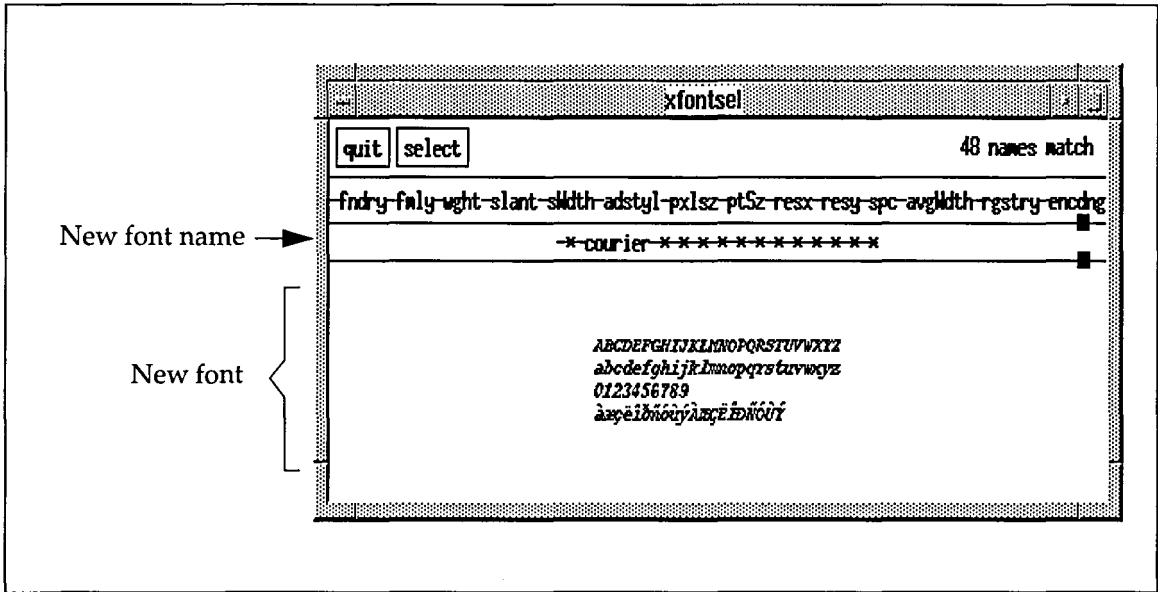 xfontsel
quit select 48 names match
-fndry-fmly-wght-slant-sWdth-adstyl-pxlsz-ptSz-resx-resy-spc-avgWdth-rgstry-encdng
New font name
-*-courier-*-*-*-*-*-*-*-*-*-*-*-*
New font
ABCDEFGHIJKLMNOPQRSTUVWXYZ
abcdefghijklmnopqrstuvwxyz
0123456789
àæçëîðñóùýÀÆÇËÎÐÑÓÙÝ